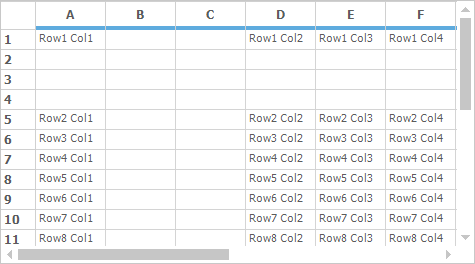 A B C D E F
1 Row1 Col1 Row1 Col2 Row1 Col3 Row1 Col4
2
3
4
5 Row2 Col1 Row2 Col2 Row2 Col3 Row2 Col4
6 Row3 Col1 Row3 Col2 Row3 Col3 Row3 Col4
7 Row4 Col1 Row4 Col2 Row4 Col3 Row4 Col4
8 Row5 Col1 Row5 Col2 Row5 Col3 Row5 Col4
9 Row6 Col1 Row6 Col2 Row6 Col3 Row6 Col4
10 Row7 Col1 Row7 Col2 Row7 Col3 Row7 Col4
11 Row8 Col1 Row8 Col2 Row8 Col3 Row8 Col4